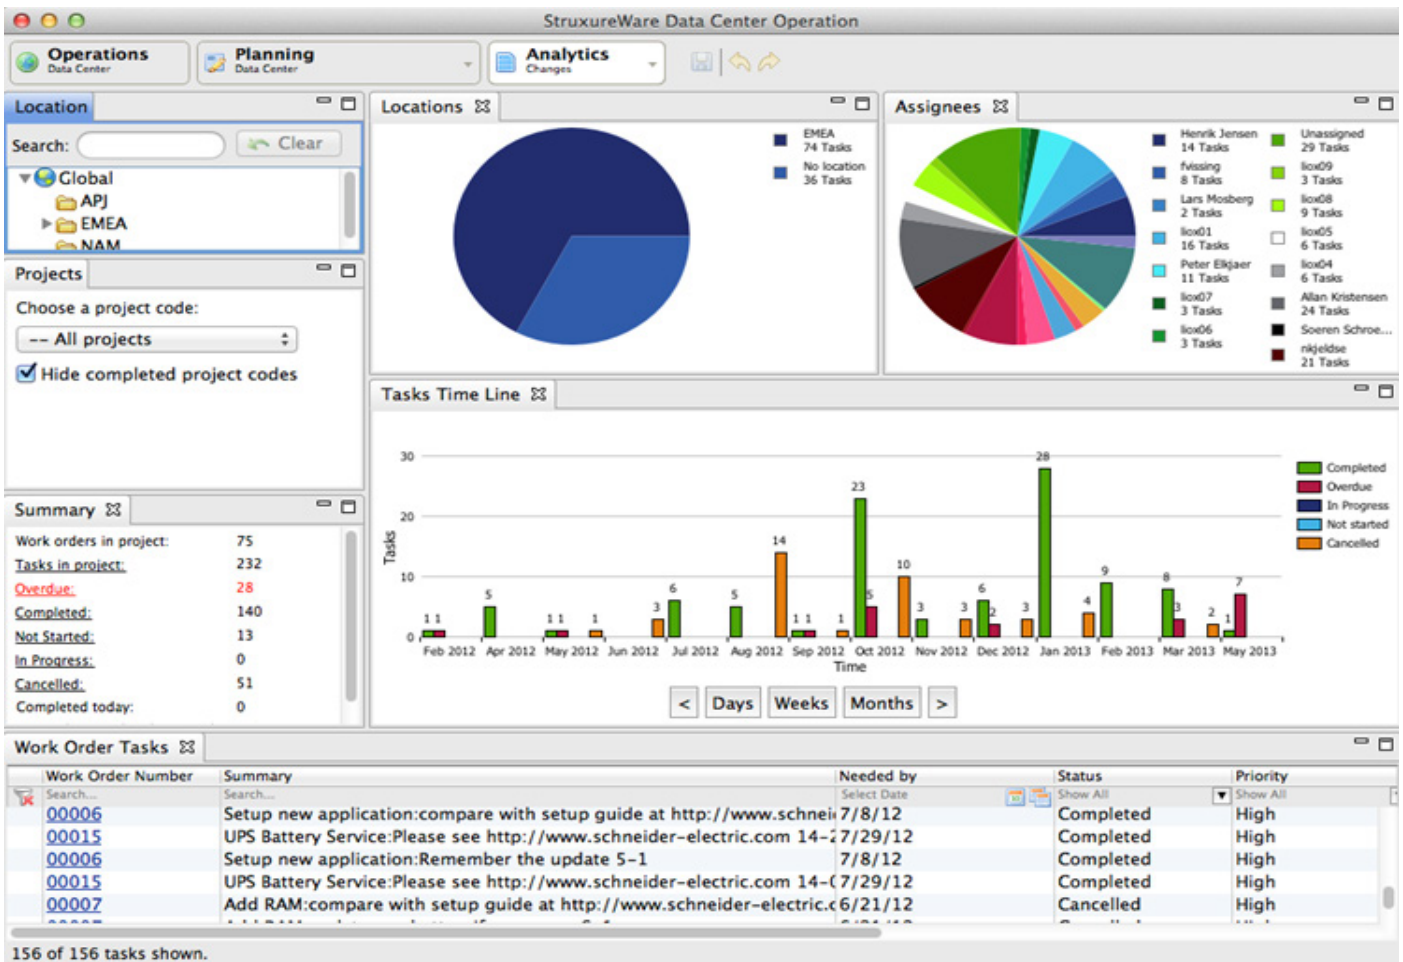 StruxureWare Data Center Operation
Operations
Data Center
Planning
Data Center
Analytics
Changes
Location
Search:
Clear
Global
APJ
EMEA
NAM
Projects
Choose a project code:
-- All projects
Hide completed project codes
Summary
Work orders in project: 75
Tasks in project: 232
Overdue: 28
Completed: 140
Not Started: 13
In Progress: 0
Cancelled: 51
Completed today: 0
Locations
EMEA
74 Tasks
No location
36 Tasks
Assignees
Henrik Jensen
14 Tasks
fvissing
8 Tasks
Lars Mosberg
2 Tasks
liox01
16 Tasks
Peter Elkjaer
11 Tasks
liox07
3 Tasks
liox06
3 Tasks
Unassigned
29 Tasks
liox09
3 Tasks
liox08
9 Tasks
liox05
6 Tasks
liox04
6 Tasks
Allan Kristensen
24 Tasks
Soeren Schroe...
nkjeldse
21 Tasks
Tasks Time Line
Tasks
30
20
10
0
1 1 5 1 1 1 3 6 5 14 1 1 1 23 5 10 3 3 6 2 3 28 4 9 8 3 2 1 7
Feb 2012 Apr 2012 May 2012 Jun 2012 Jul 2012 Aug 2012 Sep 2012 Oct 2012 Nov 2012 Dec 2012 Jan 2013 Feb 2013 Mar 2013 May 2013
Time
Completed
Overdue
In Progress
Not started
Cancelled
< Days Weeks Months >
Work Order Tasks
Work Order Number Summary Needed by Status Priority
Search... Search... Select Date Show All Show All
00006 Setup new application:compare with setup guide at http://www.schnei 7/8/12 Completed High
00015 UPS Battery Service:Please see http://www.schneider-electric.com 14-2 7/29/12 Completed High
00006 Setup new application:Remember the update 5-1 7/8/12 Completed High
00015 UPS Battery Service:Please see http://www.schneider-electric.com 14-0 7/29/12 Completed High
00007 Add RAM:compare with setup guide at http://www.schneider-electric.c 6/21/12 Cancelled High
156 of 156 tasks shown.